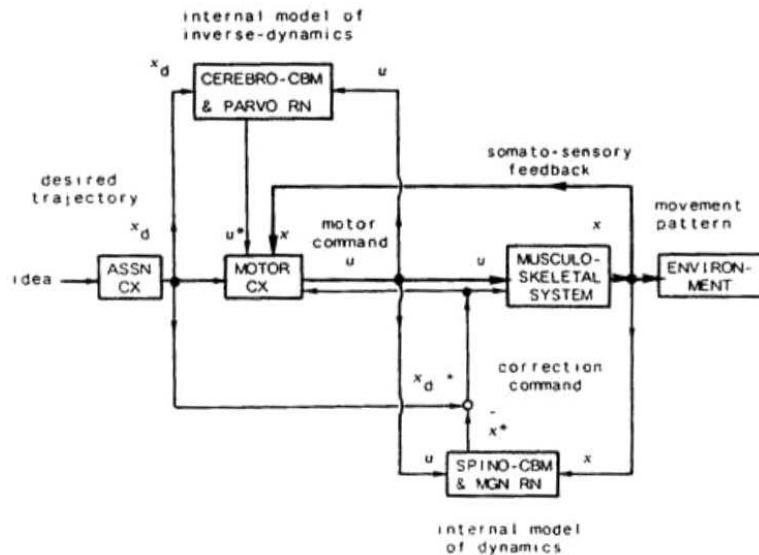 internal model of
inverse-dynamics
x_d
CEREBRO-CBM
& PARVO RN
u
somato-sensory
feedback
desired
trajectory
x_d
u*
x
motor
command
u
u
x
movement
pattern
idea
ASSN
CX
MOTOR
CX
MUSCULO-
SKELETAL
SYSTEM
ENVIRON-
MENT
x_d
+
correction
command
-
x*
u
SPINO-CBM
& MGN RN
x
internal model
of dynamics